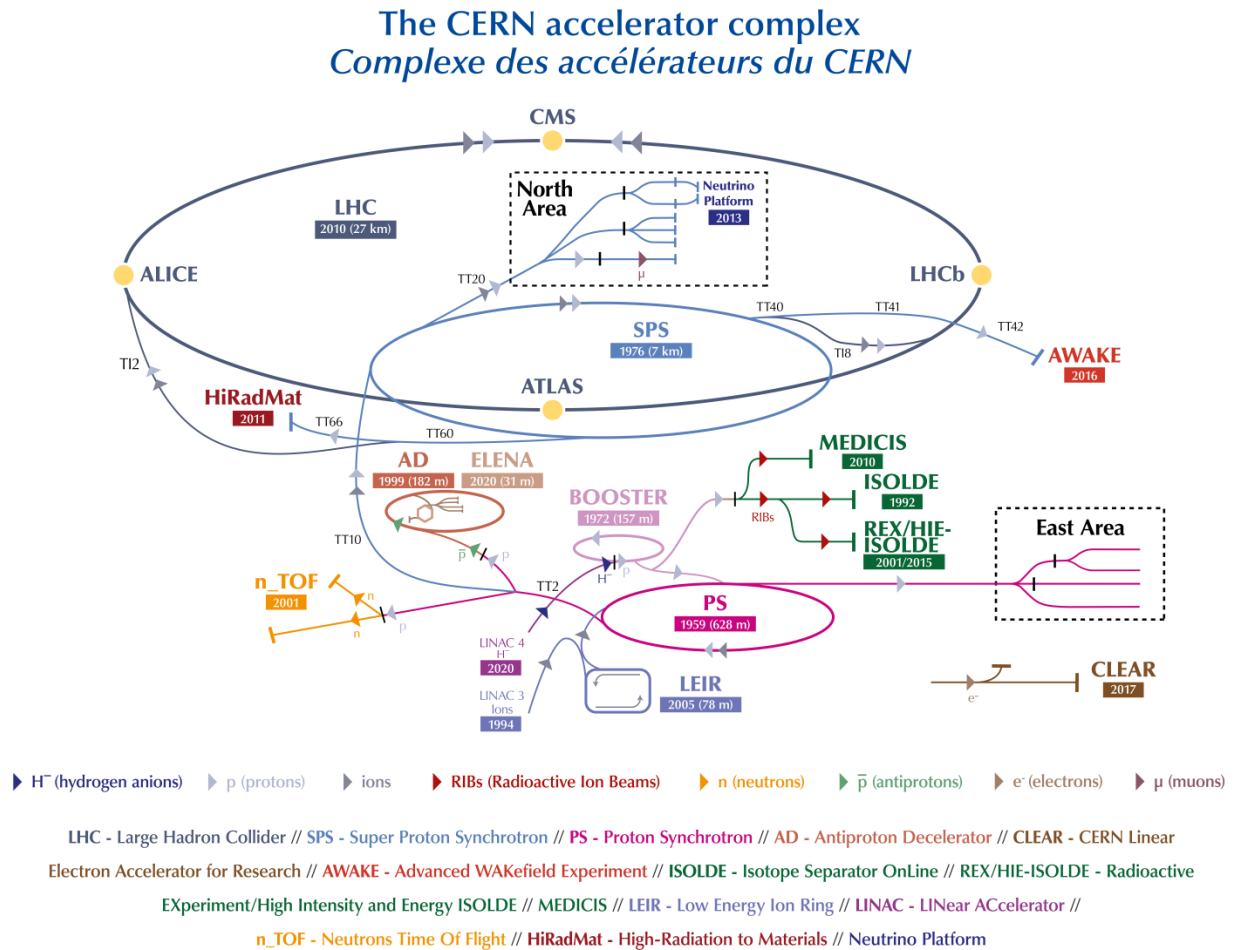 The CERN accelerator complex
Complexe des accélérateurs du CERN
CMS
North
Area
Neutrino
Platform
2013
LHC
2010 (27 km)
ALICE
TT20
μ
LHCb
TT40
TT41
TT42
SPS
1976 (7 km)
TI8
TI2
AWAKE
2016
ATLAS
HiRadMat
2011
TT66
TT60
MEDICIS
2010
AD
1999 (182 m)
ELENA
2020 (31 m)
BOOSTER
1972 (157 m)
ISOLDE
1992
RIBs
REX/HIE-
ISOLDE
2001/2015
East Area
TT10
p̅
p
H⁻
p
TT2
n_TOF
2001
n
n
p
PS
1959 (628 m)
LINAC 4
H⁻
2020
LINAC 3
Ions
1994
LEIR
2005 (78 m)
CLEAR
2017
e⁻
H⁻ (hydrogen anions)
p (protons)
ions
RIBs (Radioactive Ion Beams)
n (neutrons)
p̅ (antiprotons)
e⁻ (electrons)
μ (muons)
LHC - Large Hadron Collider // SPS - Super Proton Synchrotron // PS - Proton Synchrotron // AD - Antiproton Decelerator // CLEAR - CERN Linear
Electron Accelerator for Research // AWAKE - Advanced WAKefield Experiment // ISOLDE - Isotope Separator OnLine // REX/HIE-ISOLDE - Radioactive
EXperiment/High Intensity and Energy ISOLDE // MEDICIS // LEIR - Low Energy Ion Ring // LINAC - LINear ACcelerator //
n_TOF - Neutrons Time Of Flight // HiRadMat - High-Radiation to Materials // Neutrino Platform